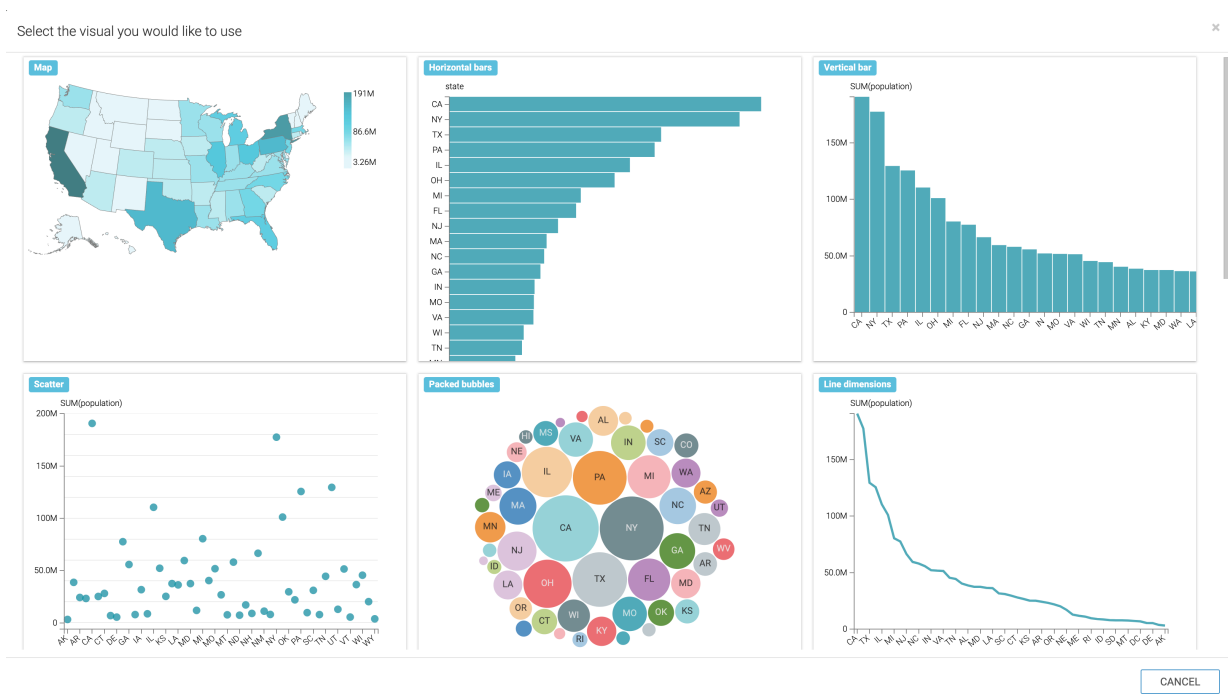 Select the visual you would like to use
×
Map
191M
86.6M
3.26M
Horizontal bars
state
CA
NY
TX
PA
IL
OH
MI
FL
NJ
MA
NC
GA
IN
MO
VA
WI
TN
Vertical bar
SUM(population)
150M
100M
50.0M
0
CA NY TX PA IL OH MI FL NJ MA NC GA IN MO VA WI TN MN AL KY MD WA LA
Scatter
SUM(population)
200M
150M
100M
50.0M
0
AK AR CA CT DE GA IA IL KS LA MD MI MO MT ND NH NM NY OK PA SC TN UT VT WI WY
Packed bubbles
AL
HI MS VA IN SC CO
NE
IL PA MI WA
IA
ME AZ
MA NC UT
MN CA NY TN
NJ GA WV
ID AR
LA OH TX FL MD
OR CT WI MO OK KS
KY
RI
Line dimensions
SUM(population)
150M
100M
50.0M
0
CA TX IL MI NJ NC IN VA TN AL MD LA SC CT KS AR OR NE ME RI ID SD MT DC DE AK
CANCEL